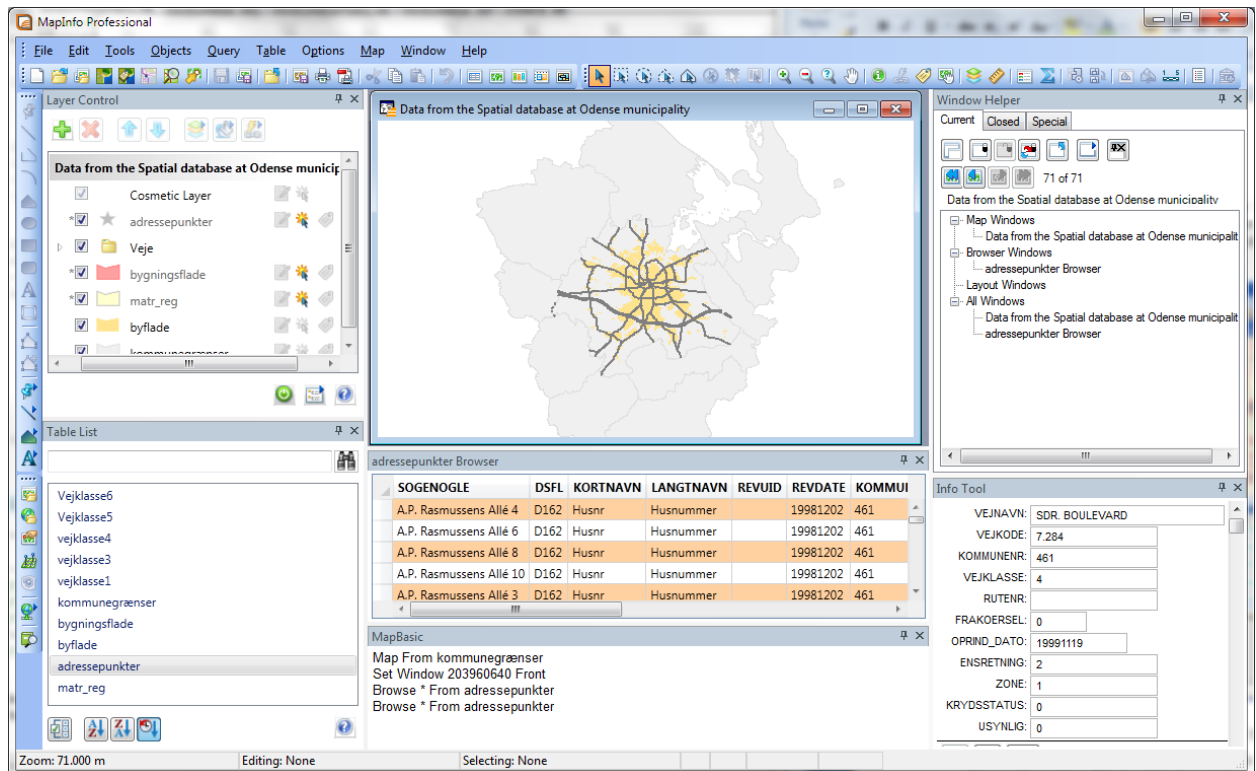 MapInfo Professional
File Edit Tools Objects Query Table Options Map Window Help
Layer Control
Data from the Spatial database at Odense municip
Cosmetic Layer
adressepunkter
Veje
bygningsflade
matr_reg
byflade
kommunegrænser
Table List
Vejklasse6
Vejklasse5
vejklasse4
vejklasse3
vejklasse1
kommunegrænser
bygningsflade
byflade
adressepunkter
matr_reg
Data from the Spatial database at Odense municipality
adressepunkter Browser
SOGENOGLE DSFL KORTNAVN LANGTNAVN REVUID REVDATE KOMMUI
A.P. Rasmussens Allé 4 D162 Husnr Husnummer 19981202 461
A.P. Rasmussens Allé 6 D162 Husnr Husnummer 19981202 461
A.P. Rasmussens Allé 8 D162 Husnr Husnummer 19981202 461
A.P. Rasmussens Allé 10 D162 Husnr Husnummer 19981202 461
A.P. Rasmussens Allé 3 D162 Husnr Husnummer 19981202 461
MapBasic
Map From kommunegrænser
Set Window 203960640 Front
Browse * From adressepunkter
Browse * From adressepunkter
Window Helper
Current Closed Special
71 of 71
Data from the Spatial database at Odense municipality
Map Windows
Data from the Spatial database at Odense municipalit
Browser Windows
adressepunkter Browser
Layout Windows
All Windows
Data from the Spatial database at Odense municipalit
adressepunkter Browser
Info Tool
VEJNAVN: SDR. BOULEVARD
VEJKODE: 7.284
KOMMUNENR: 461
VEJKLASSE: 4
RUTENR:
FRAKOERSEL: 0
OPRIND_DATO: 19991119
ENSRETNING: 2
ZONE: 1
KRYDSSTATUS: 0
USYNLIG: 0
Zoom: 71.000 m Editing: None Selecting: None